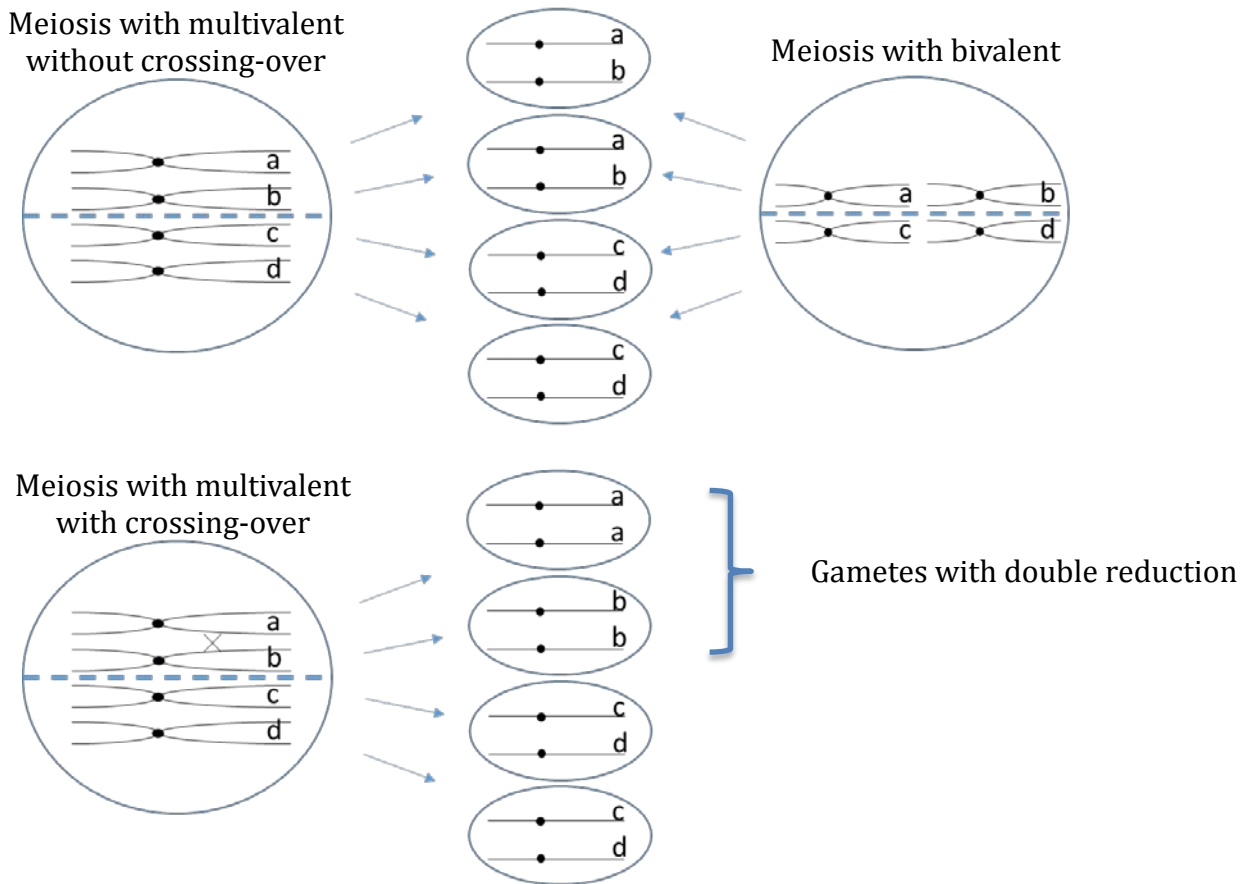 Meiosis with multivalent
without crossing-over
a
b
c
d
a
b
a
b
c
d
c
d
Meiosis with bivalent
a
b
c
d
Meiosis with multivalent
with crossing-over
a
b
c
d
a
a
b
b
c
d
c
d
Gametes with double reduction